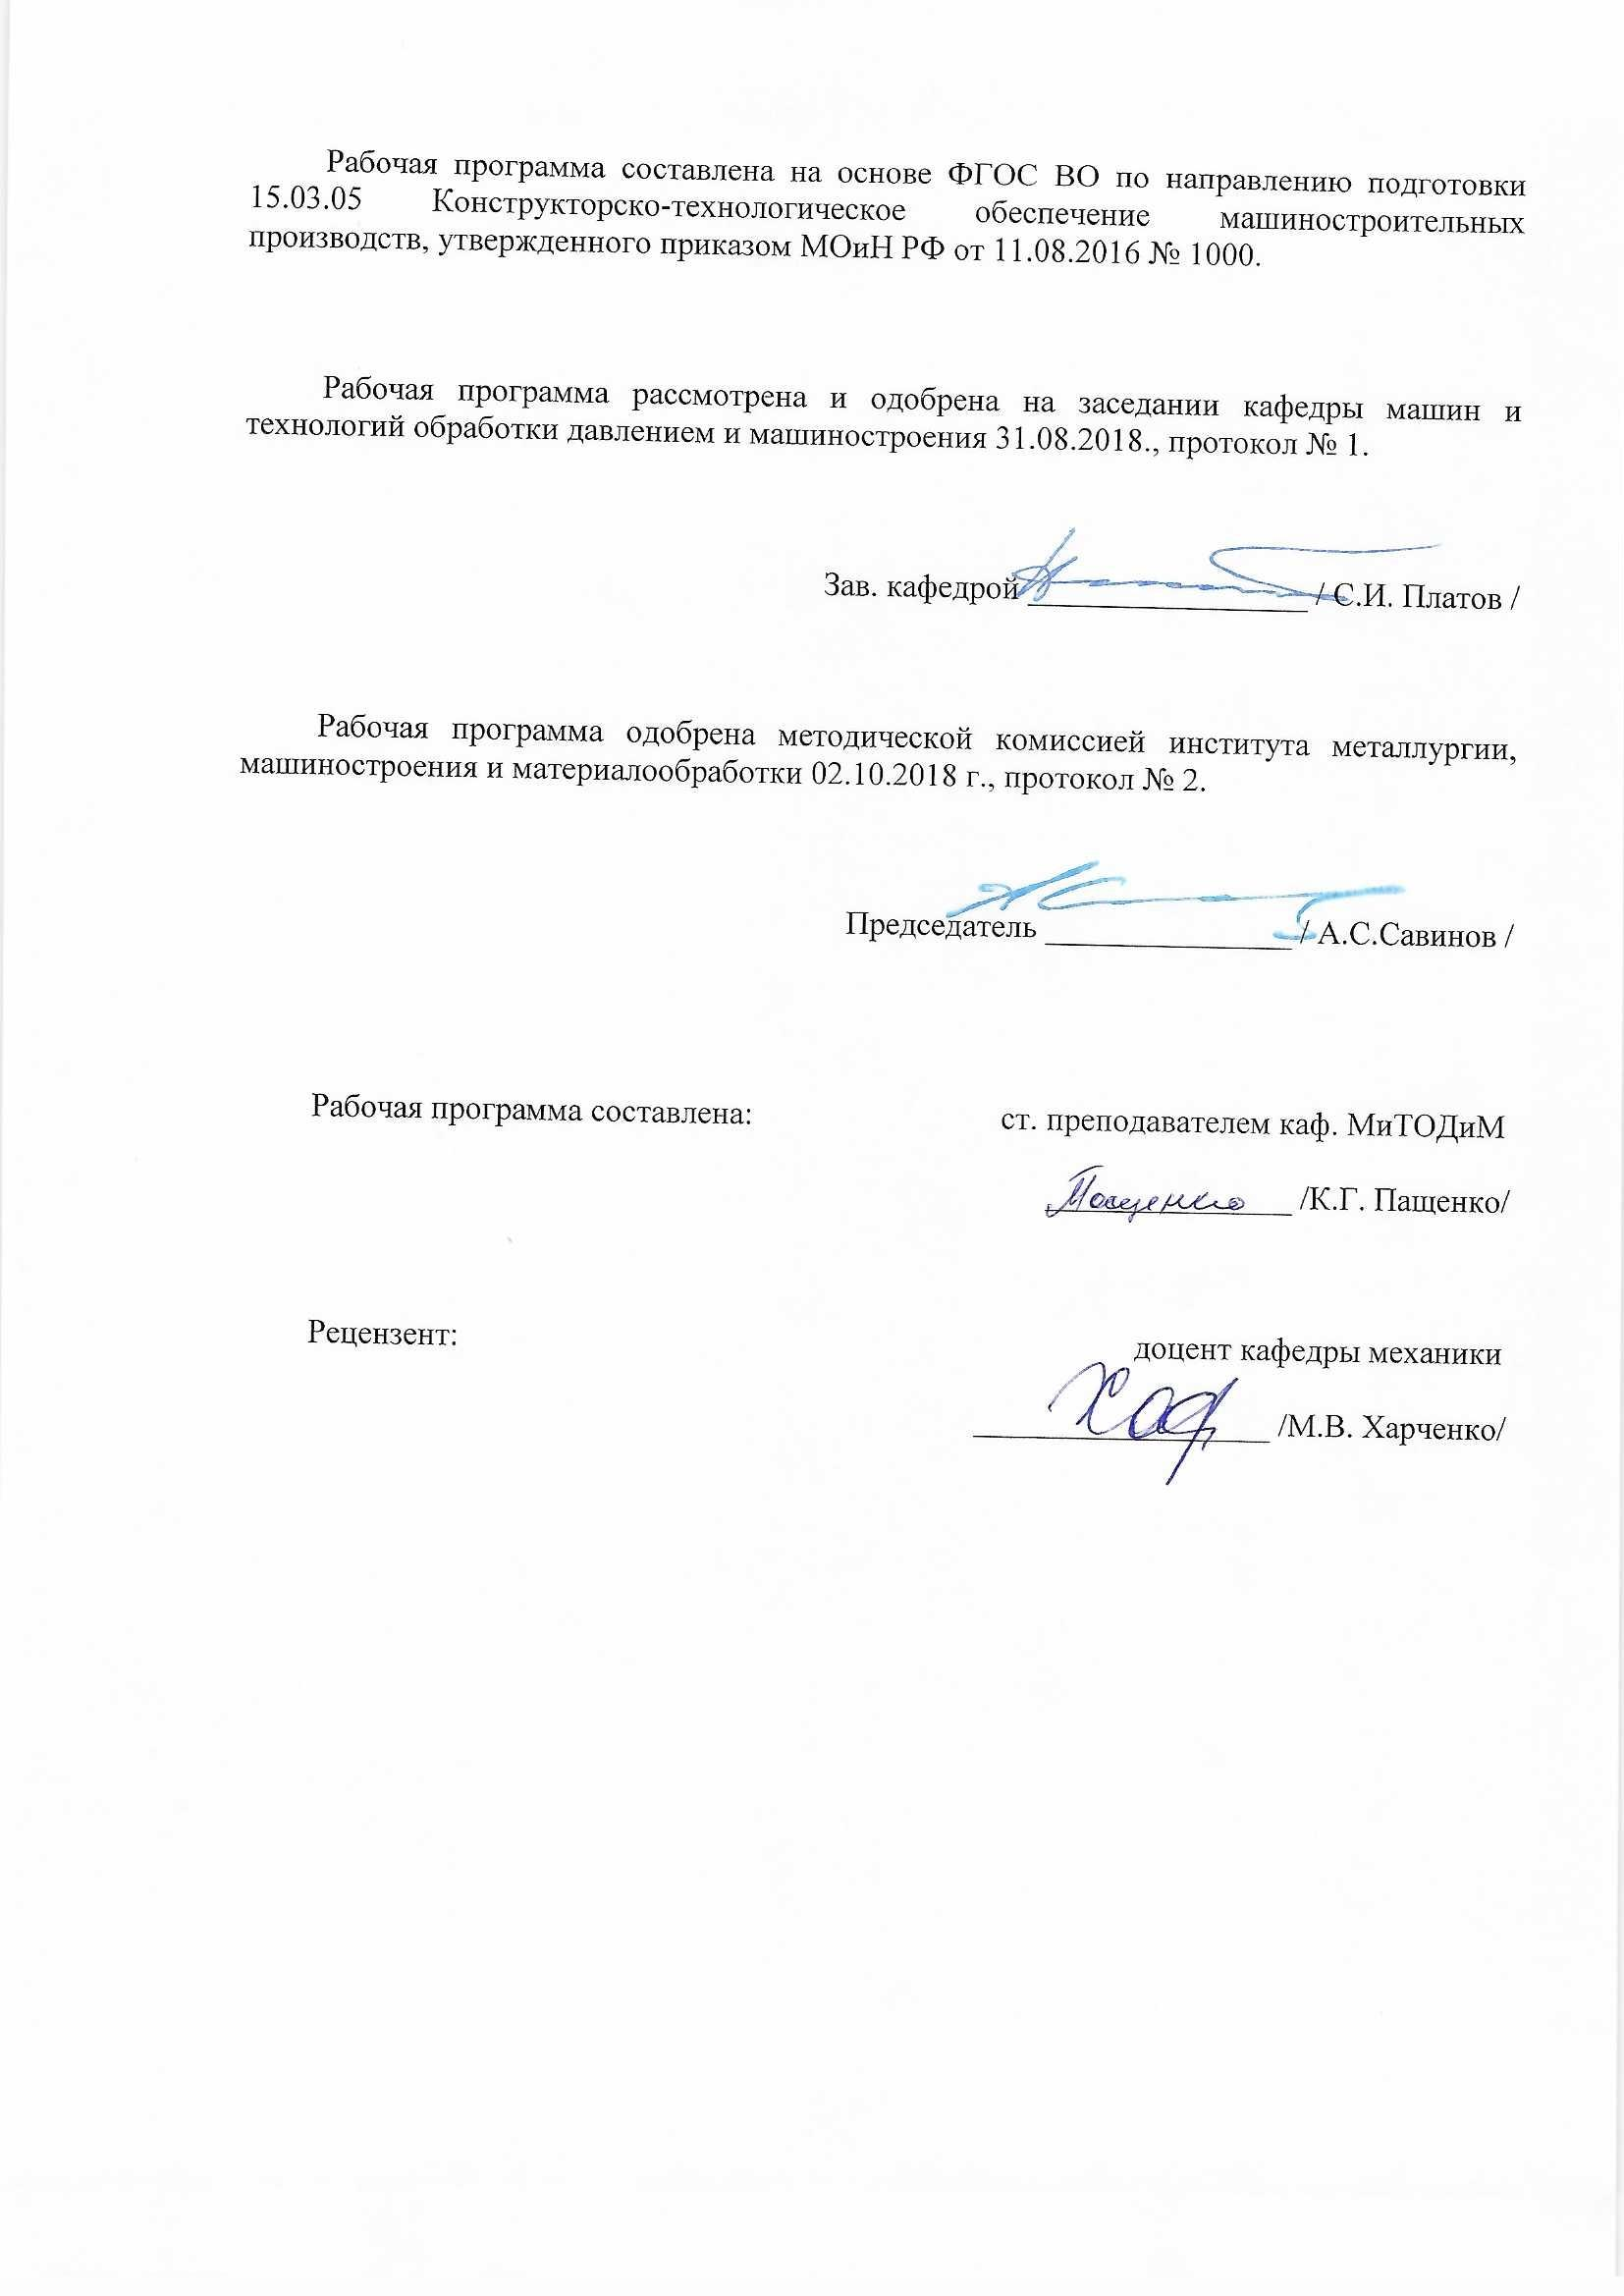 Рабочая программа составлена на основе ФГОС ВО по направлению подготовки
15.03.05 Конструкторско-технологическое обеспечение машиностроительных
производств, утвержденного приказом МОиН РФ от 11.08.2016 № 1000.
Рабочая программа рассмотрена и одобрена на заседании кафедры машин и
технологий обработки давлением и машиностроения 31.08.2018., протокол № 1.
Зав. кафедрой / С.И. Платов /
Рабочая программа одобрена методической комиссией института металлургии,
машиностроения и материалообработки 02.10.2018 г., протокол № 2.
Председатель / А.С.Савинов /
Рабочая программа составлена: ст. преподавателем каф. МиТОДиМ
Пащенко /К.Г. Пащенко/
Рецензент: доцент кафедры механики
/М.В. Харченко/